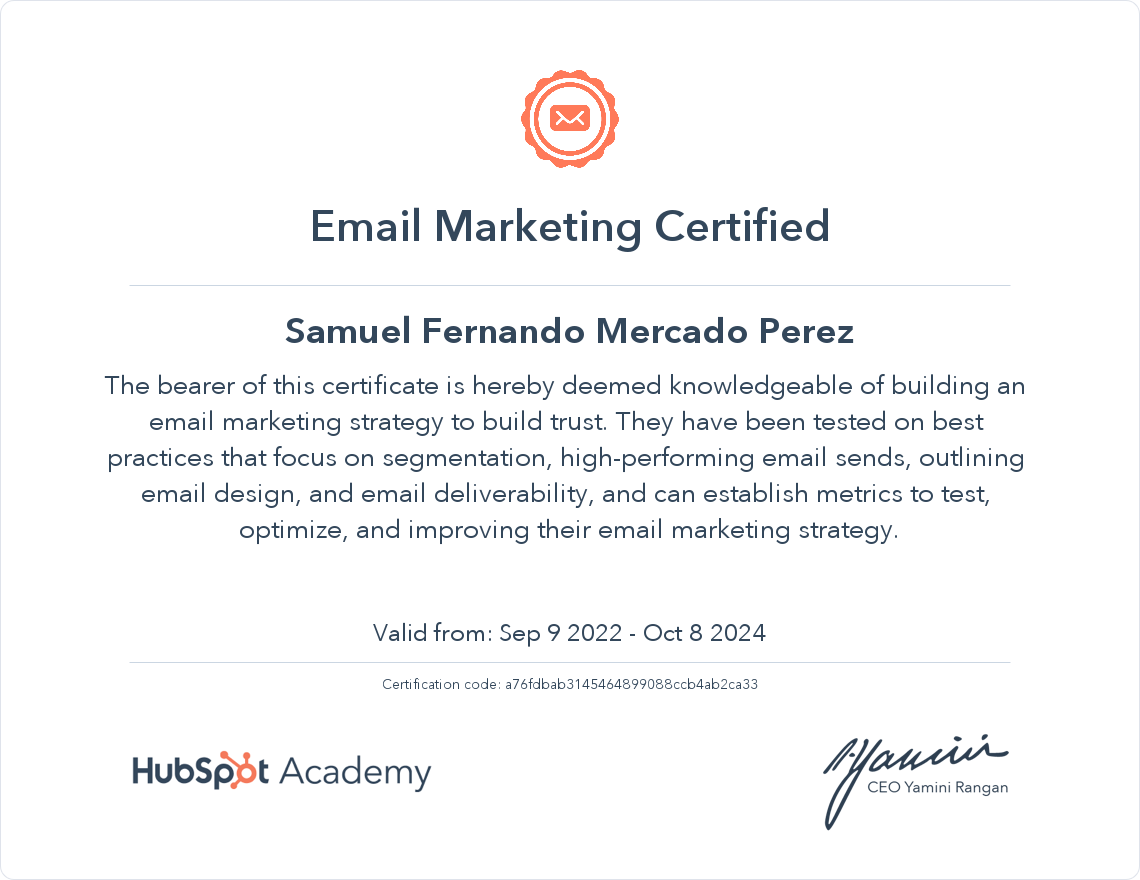 Email Marketing Certified
Samuel Fernando Mercado Perez
The bearer of this certificate is hereby deemed knowledgeable of building an
email marketing strategy to build trust. They have been tested on best
practices that focus on segmentation, high-performing email sends, outlining
email design, and email deliverability, and can establish metrics to test,
optimize, and improving their email marketing strategy.
Valid from: Sep 9 2022 - Oct 8 2024
Certification code: a76fdbab3145464899088ccb4ab2ca33
HubSpot Academy
CEO Yamini Rangan